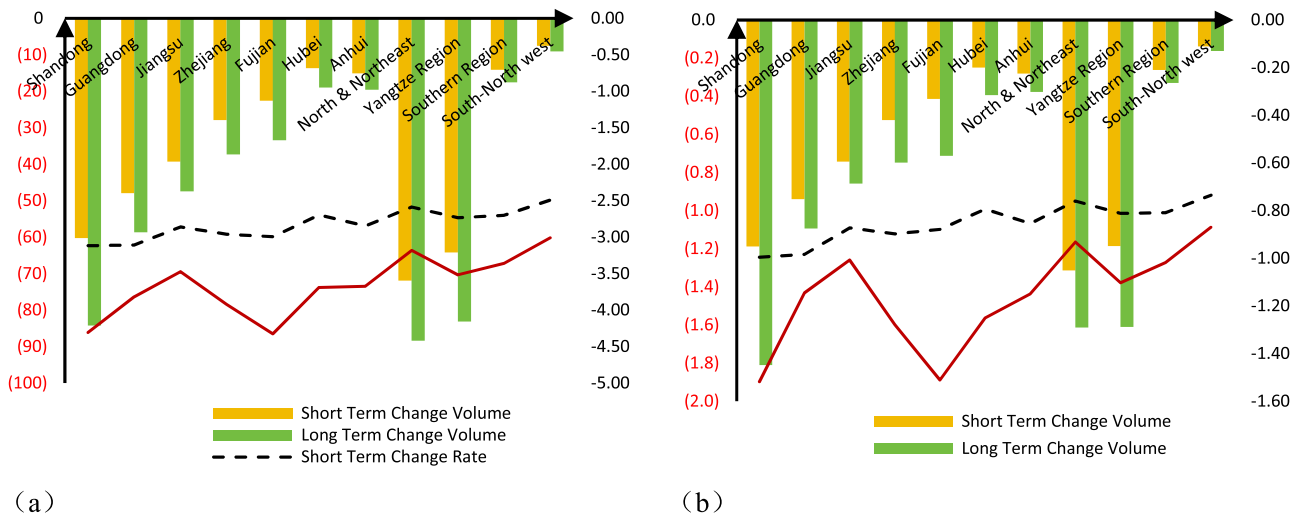 0
(10)
(20)
(30)
(40)
(50)
(60)
(70)
(80)
(90)
(100)
Shandong
Guangdong
Jiangsu
Zhejiang
Fujian
Hubei
Anhui
North & Northeast
Yangtze Region
Southern Region
South-North west
0.00
-0.50
-1.00
-1.50
-2.00
-2.50
-3.00
-3.50
-4.00
-4.50
-5.00
Short Term Change Volume
Long Term Change Volume
Short Term Change Rate
(a)
0.0
(0.2)
(0.4)
(0.6)
(0.8)
(1.0)
(1.2)
(1.4)
(1.6)
(1.8)
(2.0)
Shandong
Guangdong
Jiangsu
Zhejiang
Fujian
Hubei
Anhui
North & Northeast
Yangtze Region
Southern Region
South-North west
0.00
-0.20
-0.40
-0.60
-0.80
-1.00
-1.20
-1.40
-1.60
Short Term Change Volume
Long Term Change Volume
(b)